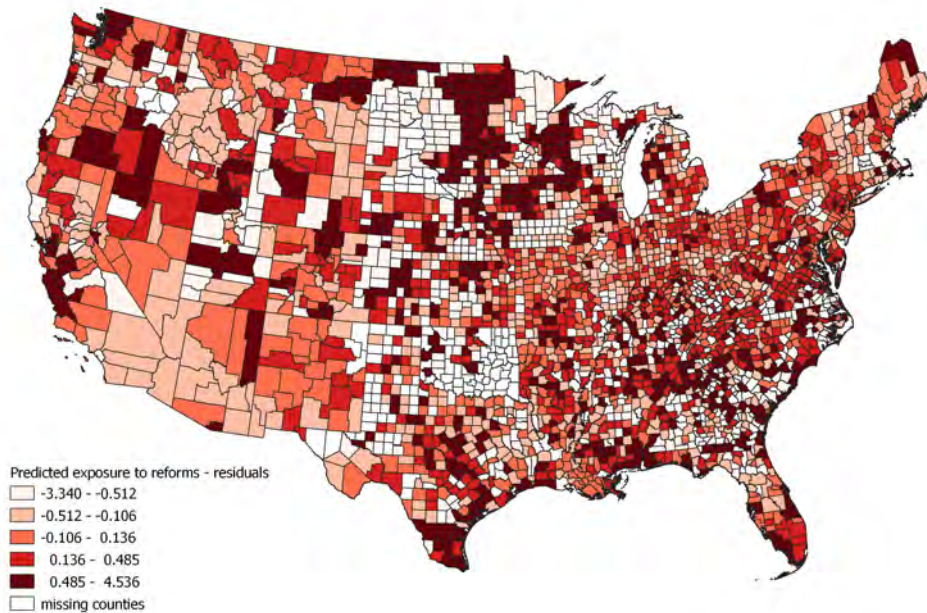 Predicted exposure to reforms - residuals
-3.340 - -0.512
-0.512 - -0.106
-0.106 - 0.136
0.136 - 0.485
0.485 - 4.536
missing counties